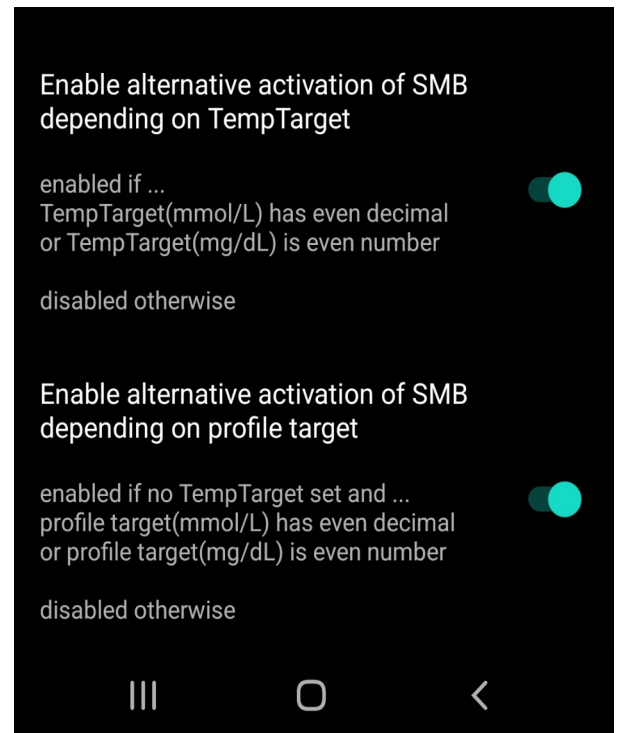 Enable alternative activation of SMB
depending on TempTarget
enabled if ...
TempTarget(mmol/L) has even decimal
or TempTarget(mg/dL) is even number
disabled otherwise
Enable alternative activation of SMB
depending on profile target
enabled if no TempTarget set and ...
profile target(mmol/L) has even decimal
or profile target(mg/dL) is even number
disabled otherwise